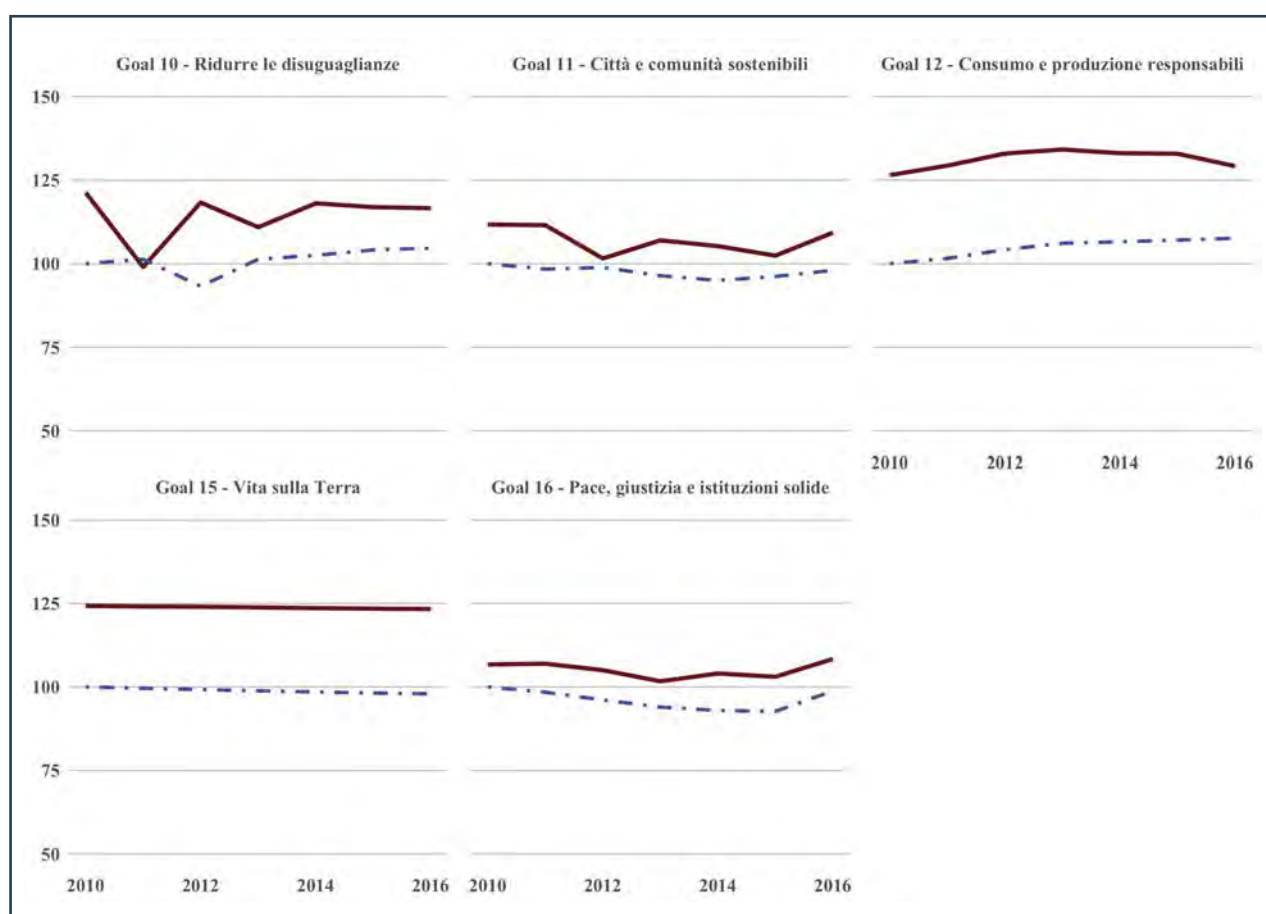 Goal 10 - Ridurre le disuguaglianze
Goal 11 - Città e comunità sostenibili
Goal 12 - Consumo e produzione responsabili
150
125
100
75
50
2010 2012 2014 2016
Goal 15 - Vita sulla Terra
Goal 16 - Pace, giustizia e istituzioni solide
150
125
100
75
50
2010 2012 2014 2016
2010 2012 2014 2016